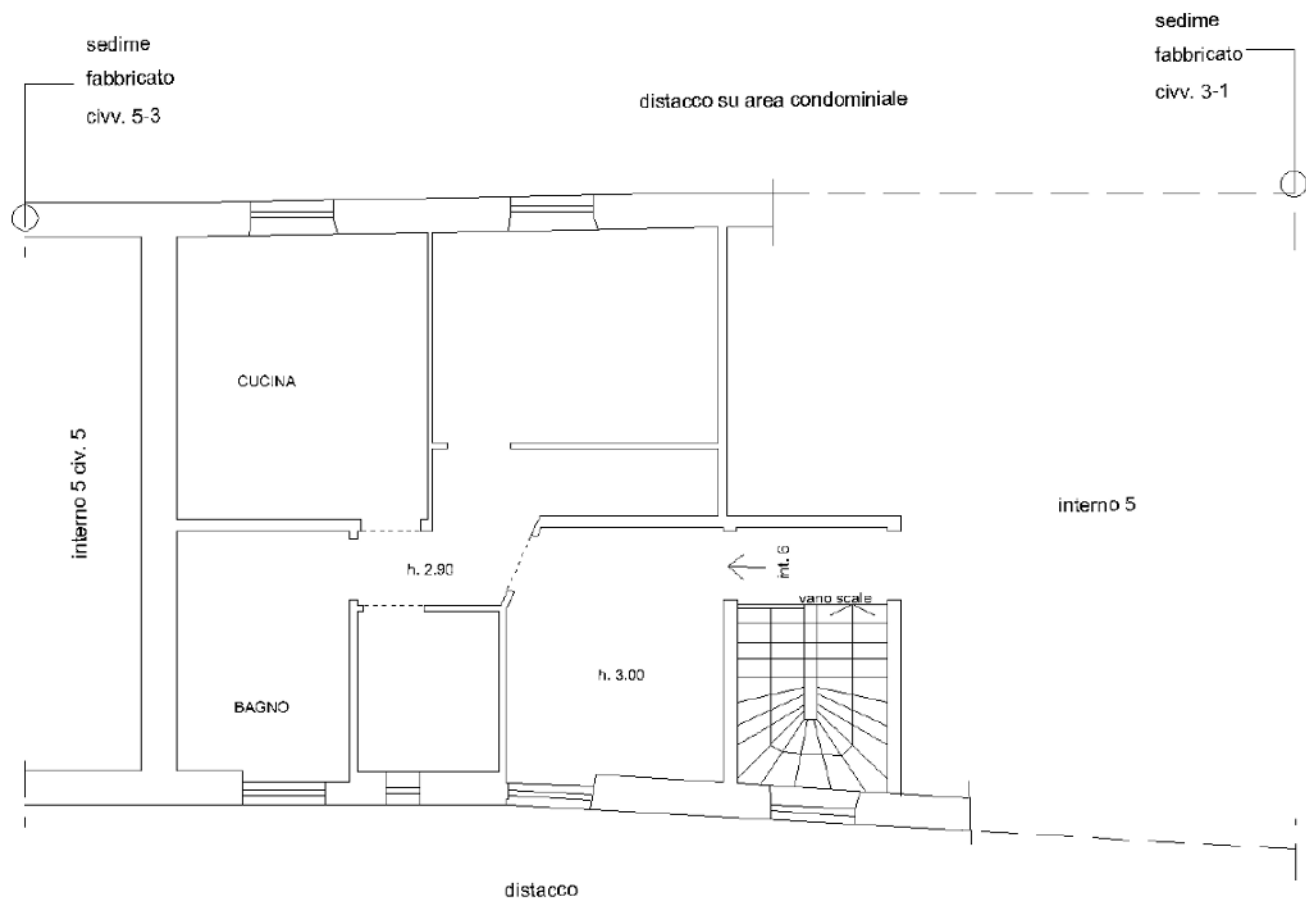 sedime
fabbricato
civv. 5-3
distacco su area condominiale
sedime
fabbricato
civv. 3-1
CUCINA
interno 5 civ. 5
interno 5
h. 2.90
int. 6
vano scale
h. 3.00
BAGNO
distacco